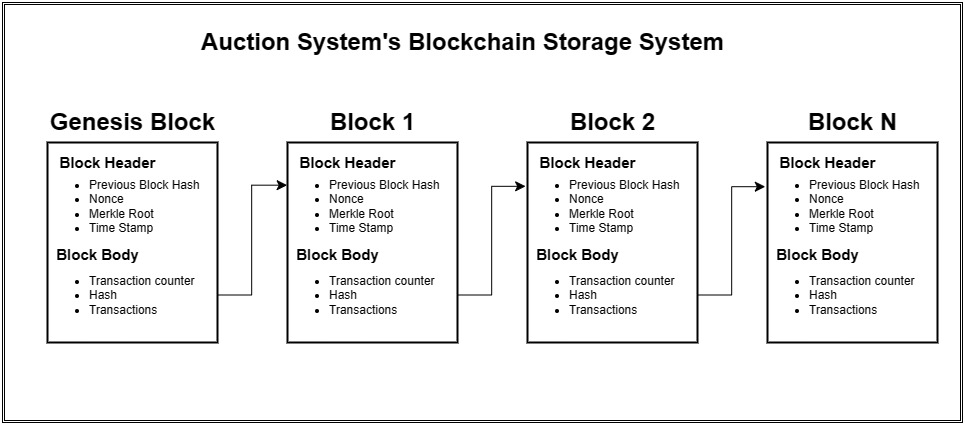 Auction System's Blockchain Storage System
Genesis Block
Block Header
Previous Block Hash
Nonce
Merkle Root
Time Stamp
Block Body
Transaction counter
Hash
Transactions
Block 1
Block Header
Previous Block Hash
Nonce
Merkle Root
Time Stamp
Block Body
Transaction counter
Hash
Transactions
Block 2
Block Header
Previous Block Hash
Nonce
Merkle Root
Time Stamp
Block Body
Transaction counter
Hash
Transactions
Block N
Block Header
Previous Block Hash
Nonce
Merkle Root
Time Stamp
Block Body
Transaction counter
Hash
Transactions